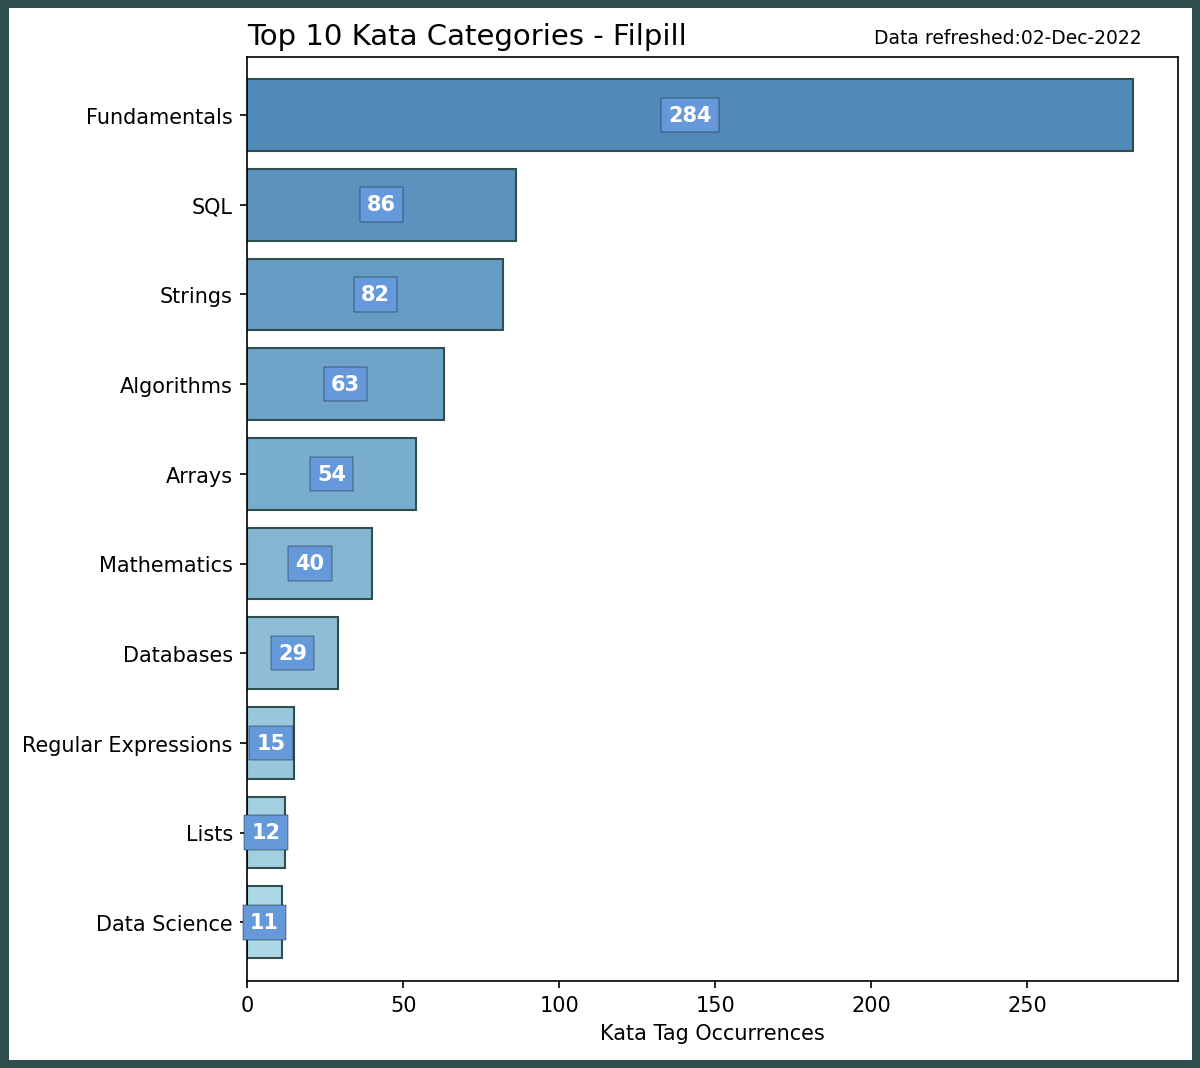 Top 10 Kata Categories - Filpill
Data refreshed:02-Dec-2022
Fundamentals 284
SQL 86
Strings 82
Algorithms 63
Arrays 54
Mathematics 40
Databases 29
Regular Expressions 15
Lists 12
Data Science 11
0 50 100 150 200 250
Kata Tag Occurrences